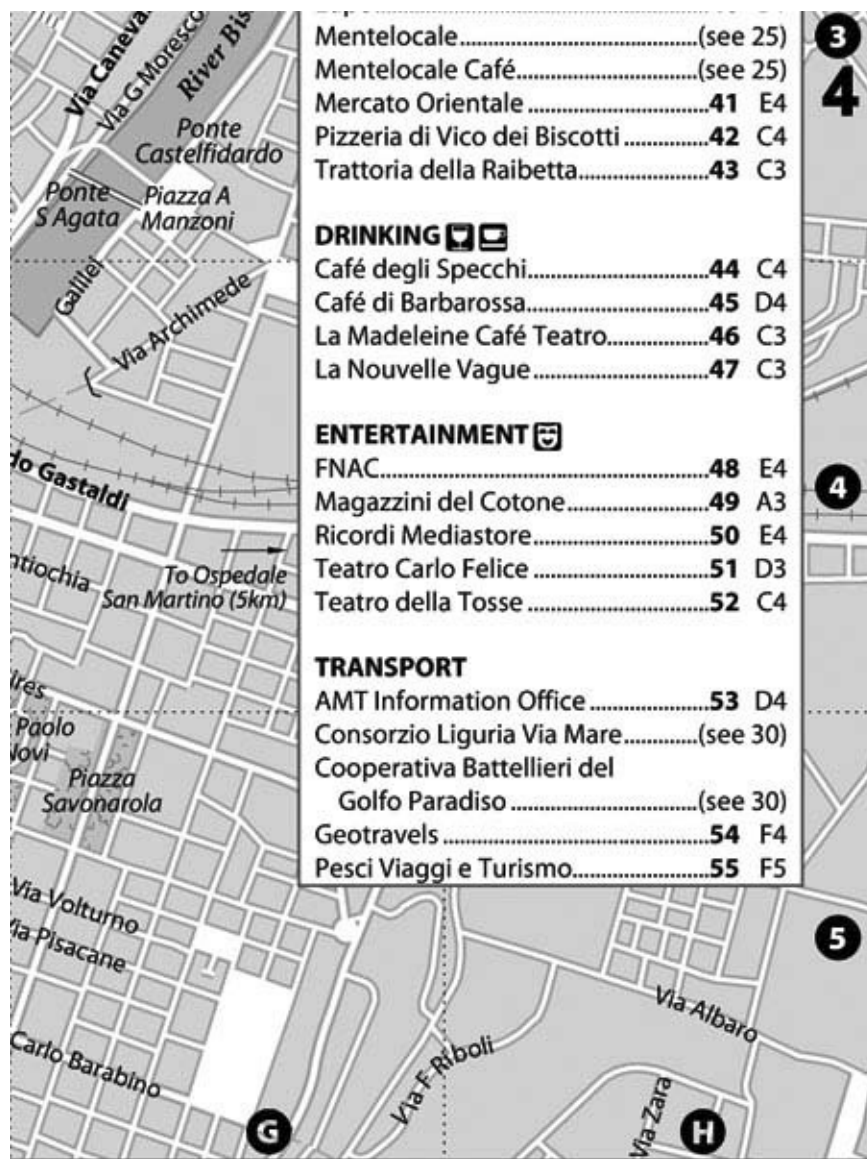 Mentelocale..............................(see 25)
Mentelocale Café......................(see 25)
Mercato Orientale......................41 E4
Pizzeria di Vico dei Biscotti..........42 C4
Trattoria della Raibetta................43 C3
DRINKING
Café degli Specchi.......................44 C4
Café di Barbarossa.......................45 D4
La Madeleine Café Teatro............46 C3
La Nouvelle Vague......................47 C3
ENTERTAINMENT
FNAC..........................................48 E4
Magazzini del Cotone..................49 A3
Ricordi Mediastore......................50 E4
Teatro Carlo Felice......................51 D3
Teatro della Tosse.......................52 C4
TRANSPORT
AMT Information Office..............53 D4
Consorzio Liguria Via Mare..........(see 30)
Cooperativa Battellieri del
Golfo Paradiso..........................(see 30)
Geotravels..................................54 F4
Pesci Viaggi e Turismo.................55 F5
3
4
4
5
G
H
Via G Moresco
Ponte
Castelfidardo
Ponte
S Agata
Piazza A
Manzoni
Galilei
Via Archimede
Gastaldi
To Ospedale
San Martino (5km)
Paolo
Novi
Piazza
Savonarola
Via Volturno
Via Pisacane
Carlo Barabino
Via F Riboli
Via Albaro
Via Zara
River
Via